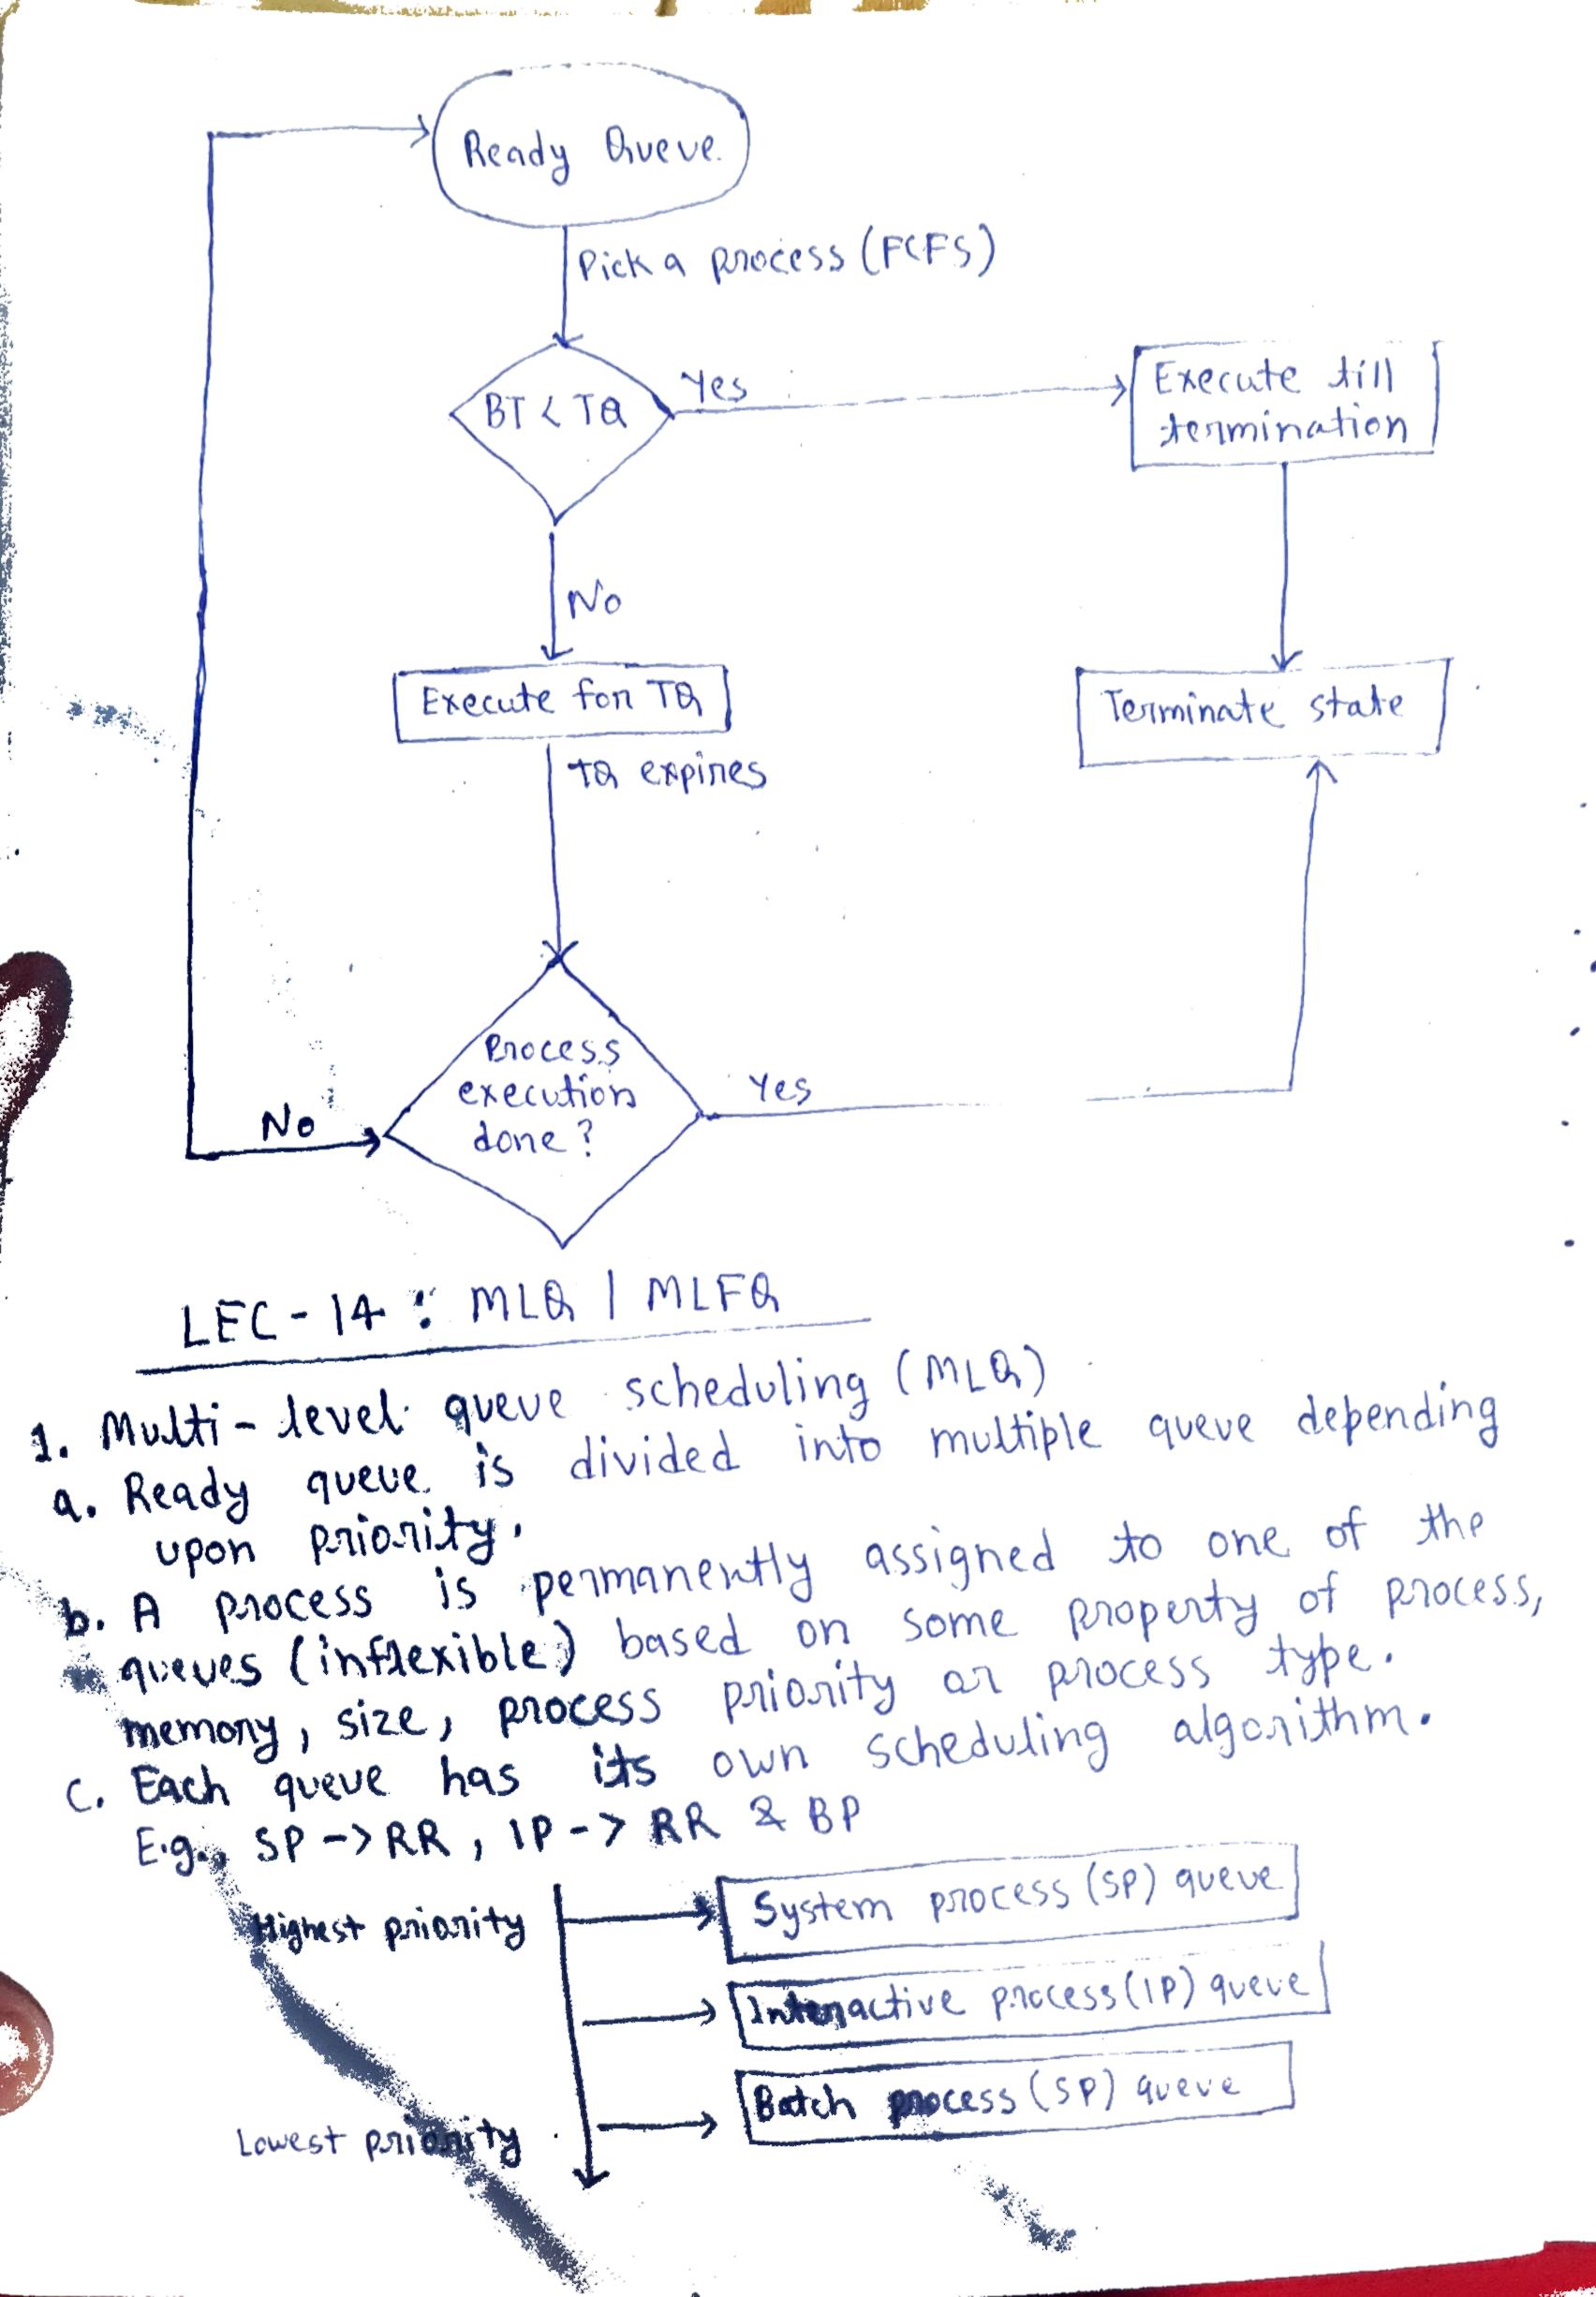 Ready Queue
Pick a process (FCFS)
BT < TQ
Yes
Execute till
termination
No
Execute for TQ
Terminate state
TQ expires
Process
execution
done ?
Yes
No
LEC - 14 : MLQ / MLFQ
1. Multi - level queue scheduling (MLQ)
a. Ready queue is divided into multiple queue depending
upon priority.
b. A process is permanently assigned to one of the
queues (inflexible) based on some property of process,
memory, size, process priority or process type.
C. Each queue has its own scheduling algorithm.
E.g., SP -> RR , IP -> RR & BP
Highest priority
System process (SP) queue
Interactive process (IP) queue
Batch process (SP) queue
Lowest priority